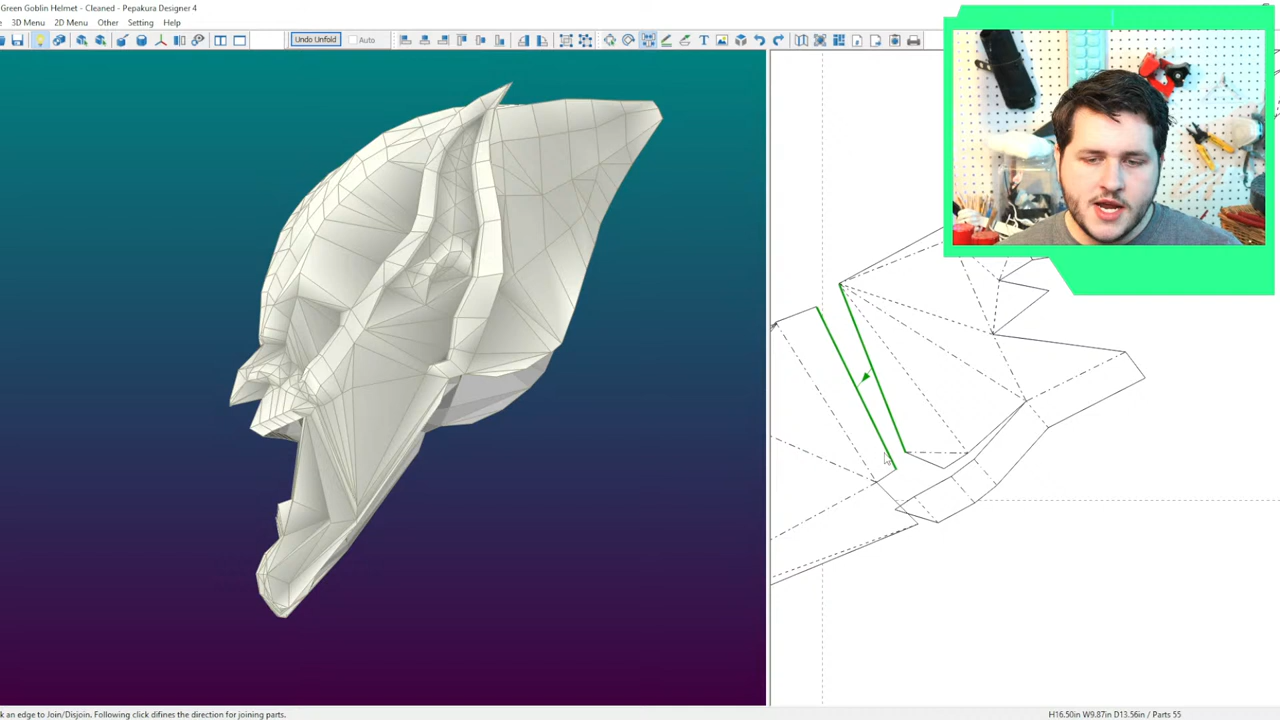 Green Goblin Helmet - Cleaned - Pepakura Designer 4
3D Menu 2D Menu Other Setting Help
Undo Unfold Auto
k an edge to Join/Disjoin. Following click difines the direction for joining parts.
H16.50in W9.87in D13.56in / Parts 55